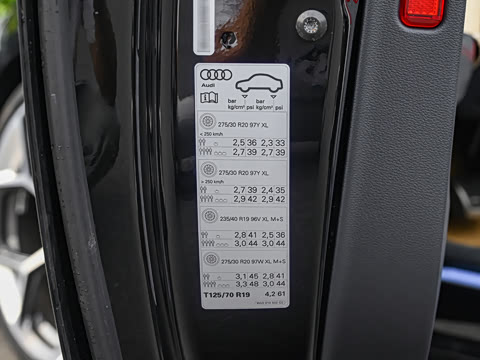 Audi
bar bar
kg/cm² psi kg/cm² psi
275/30 R20 97Y XL
< 250 km/h
2,5 36 2,3 33
2,7 39 2,7 39
275/30 R20 97Y XL
> 250 km/h
2,7 39 2,4 35
2,9 42 2,9 42
235/40 R19 96V XL M+S
2,8 41 2,5 36
3,0 44 3,0 44
275/30 R20 97W XL M+S
3,1 45 2,8 41
3,3 48 3,0 44
T125/70 R19 4,2 61